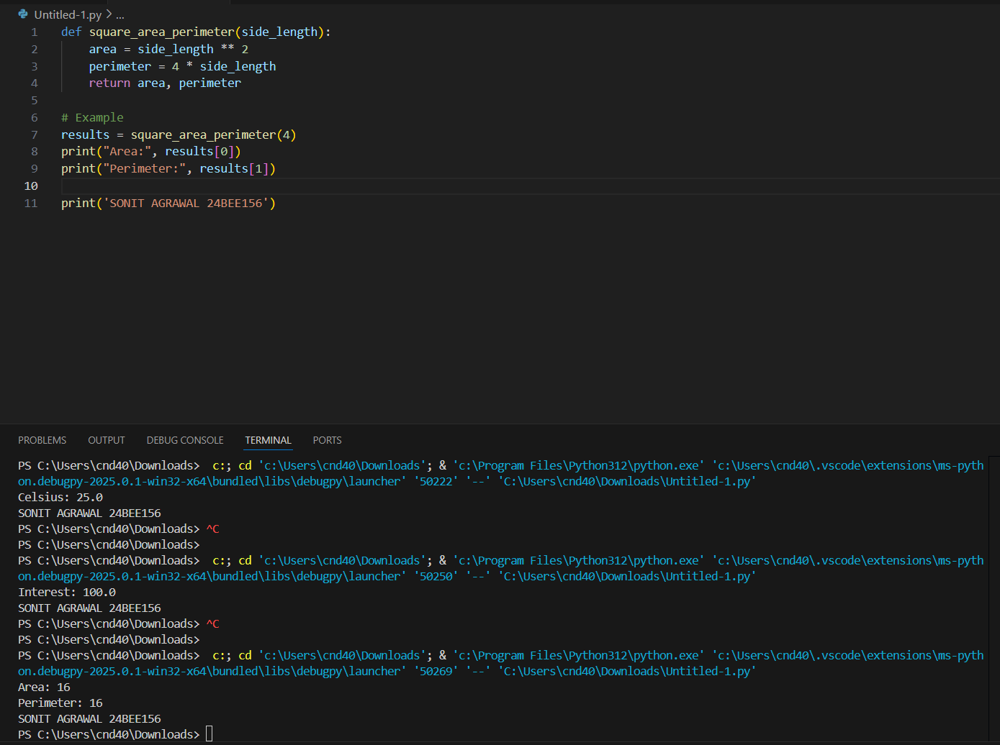 Untitled-1.py > ...
1 def square_area_perimeter(side_length):
2     area = side_length ** 2
3     perimeter = 4 * side_length
4     return area, perimeter
5
6 # Example
7 results = square_area_perimeter(4)
8 print("Area:", results[0])
9 print("Perimeter:", results[1])
10
11 print('SONIT AGRAWAL 24BEE156')
PROBLEMS OUTPUT DEBUG CONSOLE TERMINAL PORTS
PS C:\Users\cnd40\Downloads>  c:; cd 'c:\Users\cnd40\Downloads'; & 'c:\Program Files\Python312\python.exe' 'c:\Users\cnd40\.vscode\extensions\ms-pyth
on.debugpy-2025.0.1-win32-x64\bundled\libs\debugpy\launcher' '50222' '--' 'C:\Users\cnd40\Downloads\Untitled-1.py'
Celsius: 25.0
SONIT AGRAWAL 24BEE156
PS C:\Users\cnd40\Downloads> ^C
PS C:\Users\cnd40\Downloads>
PS C:\Users\cnd40\Downloads>  c:; cd 'c:\Users\cnd40\Downloads'; & 'c:\Program Files\Python312\python.exe' 'c:\Users\cnd40\.vscode\extensions\ms-pyth
on.debugpy-2025.0.1-win32-x64\bundled\libs\debugpy\launcher' '50250' '--' 'C:\Users\cnd40\Downloads\Untitled-1.py'
Interest: 100.0
SONIT AGRAWAL 24BEE156
PS C:\Users\cnd40\Downloads> ^C
PS C:\Users\cnd40\Downloads>
PS C:\Users\cnd40\Downloads>  c:; cd 'c:\Users\cnd40\Downloads'; & 'c:\Program Files\Python312\python.exe' 'c:\Users\cnd40\.vscode\extensions\ms-pyth
on.debugpy-2025.0.1-win32-x64\bundled\libs\debugpy\launcher' '50269' '--' 'C:\Users\cnd40\Downloads\Untitled-1.py'
Area: 16
Perimeter: 16
SONIT AGRAWAL 24BEE156
PS C:\Users\cnd40\Downloads>